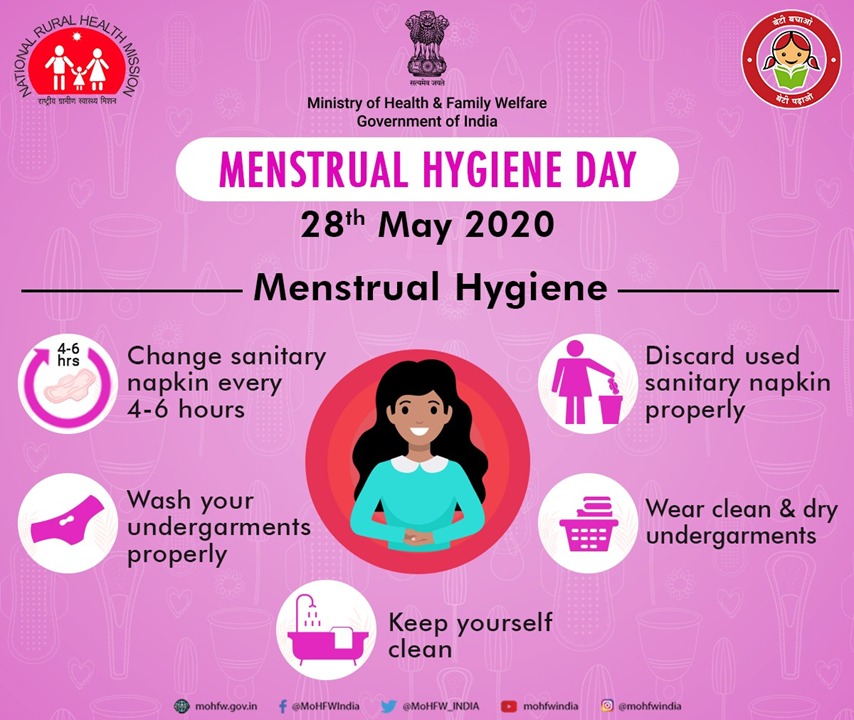 NATIONAL RURAL HEALTH MISSION
राष्ट्रीय ग्रामीण स्वास्थ्य मिशन
सत्यमेव जयते
बेटी बचाओ
बेटी पढ़ाओ
Ministry of Health & Family Welfare
Government of India
MENSTRUAL HYGIENE DAY
28th May 2020
Menstrual Hygiene
4-6
hrs
Change sanitary
napkin every
4-6 hours
Discard used
sanitary napkin
properly
Wash your
undergarments
properly
Wear clean & dry
undergarments
Keep yourself
clean
mohfw.gov.in @MoHFWIndia @MoHFW_INDIA mohfwindia @mohfwindia